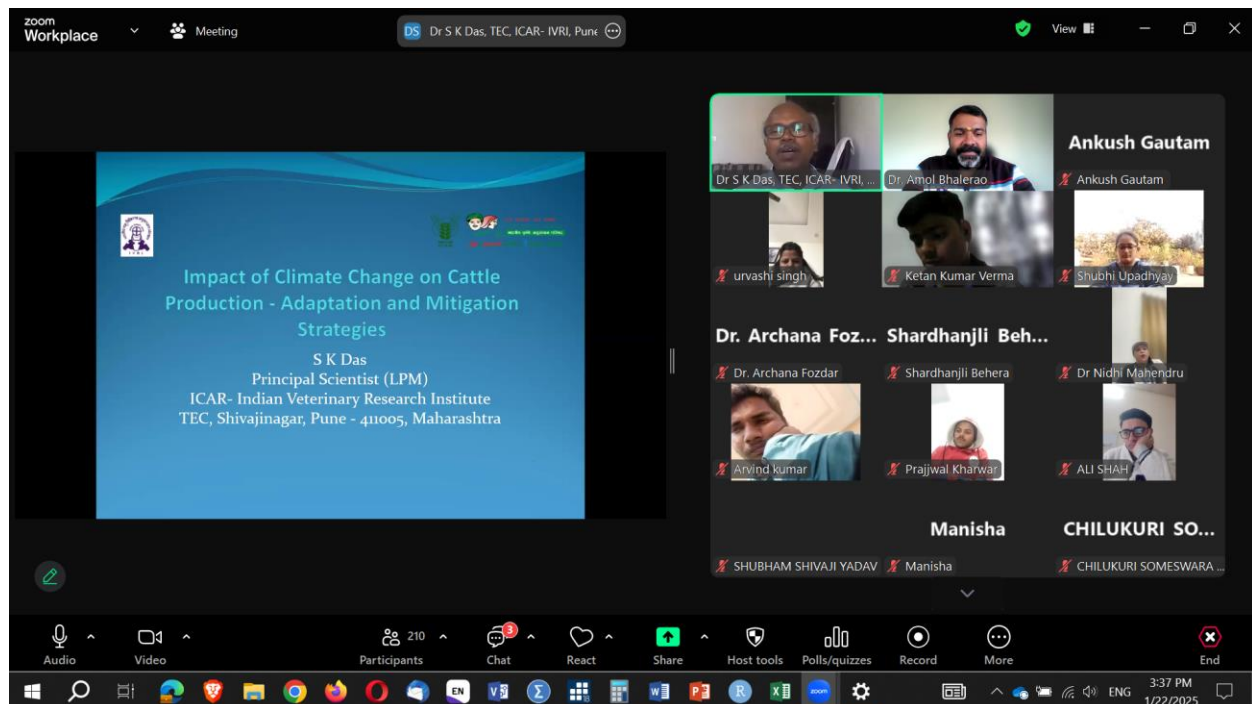 zoom
Workplace
Meeting
DS Dr S K Das, TEC, ICAR- IVRI, Pune
View
Impact of Climate Change on Cattle
Production - Adaptation and Mitigation
Strategies
S K Das
Principal Scientist (LPM)
ICAR- Indian Veterinary Research Institute
TEC, Shivajinagar, Pune - 411005, Maharashtra
Dr S K Das, TEC, ICAR- IVRI, ...
Dr. Amol Bhalerao
Ankush Gautam
Ankush Gautam
urvashi singh
Ketan Kumar Verma
Shubhi Upadhyay
Dr. Archana Foz...
Shardhanjli Beh...
Dr. Archana Fozdar
Shardhanjli Behera
Dr Nidhi Mahendru
Arvind kumar
Prajjwal Kharwar
ALI SHAH
Manisha
CHILUKURI SO...
SHUBHAM SHIVAJI YADAV
Manisha
CHILUKURI SOMESWARA ...
Audio
Video
210
Participants
3
Chat
React
Share
Host tools
Polls/quizzes
Record
More
End
EN
zoom
ENG
3:37 PM
1/22/2025